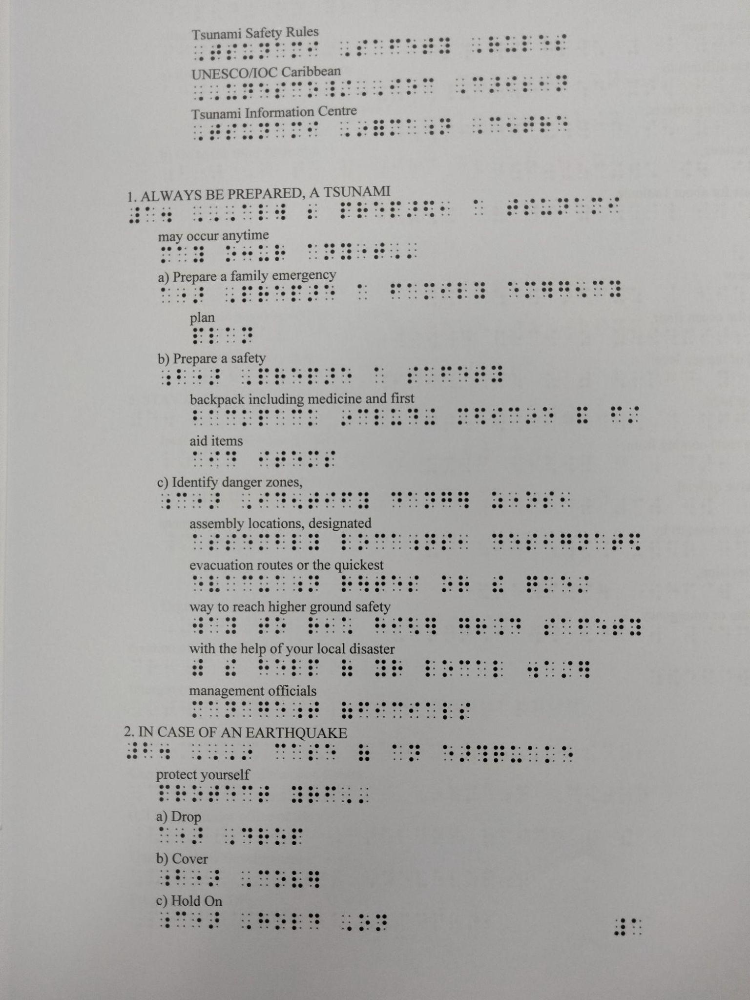 Tsunami Safety Rules
⠠⠞⠎⠥⠝⠁⠍⠊ ⠠⠎⠁⠋⠑⠞⠽ ⠠⠗⠥⠇⠑⠎
UNESCO/IOC Caribbean
⠠⠠⠥⠝⠑⠎⠉⠕⠸⠌⠠⠠⠊⠕⠉ ⠠⠉⠜⠊⠆⠂⠝
Tsunami Information Centre
⠠⠞⠎⠥⠝⠁⠍⠊ ⠠⠔⠿⠍⠁⠰⠝ ⠠⠉⠢⠞⠗⠑
1. ALWAYS BE PREPARED, A TSUNAMI
⠼⠁⠲ ⠠⠠⠠⠁⠇⠺ ⠆ ⠏⠗⠑⠏⠜⠫⠂ ⠁ ⠞⠎⠥⠝⠁⠍⠊
may occur anytime
⠍⠁⠽ ⠕⠒⠥⠗ ⠁⠝⠽⠐⠞⠠⠄
a) Prepare a family emergency
⠁⠐⠜ ⠠⠏⠗⠑⠏⠜⠑ ⠁ ⠋⠁⠍⠊⠇⠽ ⠑⠍⠻⠛⠢⠉⠽
plan
⠏⠇⠁⠝
b) Prepare a safety
⠰⠃⠐⠜ ⠠⠏⠗⠑⠏⠜⠑ ⠁ ⠎⠁⠋⠑⠞⠽
backpack including medicine and first
⠃⠁⠉⠅⠏⠁⠉⠅ ⠔⠉⠇⠥⠙⠬ ⠍⠫⠊⠉⠔⠑ ⠯ ⠋⠌
aid items
⠁⠊⠙ ⠊⠞⠑⠍⠎
c) Identify danger zones,
⠰⠉⠐⠜ ⠠⠊⠙⠢⠞⠊⠋⠽ ⠙⠁⠝⠛⠻ ⠵⠐⠕⠎⠂
assembly locations, designated
⠁⠎⠎⠑⠍⠃⠇⠽ ⠇⠕⠉⠁⠰⠝⠎⠂ ⠙⠑⠎⠊⠛⠝⠁⠞⠫
evacuation routes or the quickest
⠑⠧⠁⠉⠥⠁⠰⠝ ⠗⠳⠞⠑⠎ ⠕⠗ ⠮ ⠟⠅⠑⠌
way to reach higher ground safety
⠺⠁⠽ ⠞⠕ ⠗⠂⠡ ⠓⠊⠣⠻ ⠛⠗⠨⠙ ⠎⠁⠋⠑⠞⠽
with the help of your local disaster
⠾ ⠮ ⠓⠑⠇⠏ ⠷ ⠽⠗ ⠇⠕⠉⠁⠇ ⠲⠁⠌⠻
management officials
⠍⠁⠝⠁⠛⠑⠰⠞ ⠷⠋⠊⠉⠊⠁⠇⠎
2. IN CASE OF AN EARTHQUAKE
⠼⠃⠲ ⠠⠠⠠⠔ ⠉⠁⠎⠑ ⠷ ⠁⠝ ⠑⠜⠹⠟⠥⠁⠅⠑
protect yourself
⠏⠗⠕⠞⠑⠉⠞ ⠽⠗⠋⠠⠄
a) Drop
⠁⠐⠜ ⠠⠙⠗⠕⠏
b) Cover
⠰⠃⠐⠜ ⠠⠉⠕⠧⠻
c) Hold On
⠰⠉⠐⠜ ⠠⠓⠕⠇⠙ ⠠⠕⠝
⠼⠁